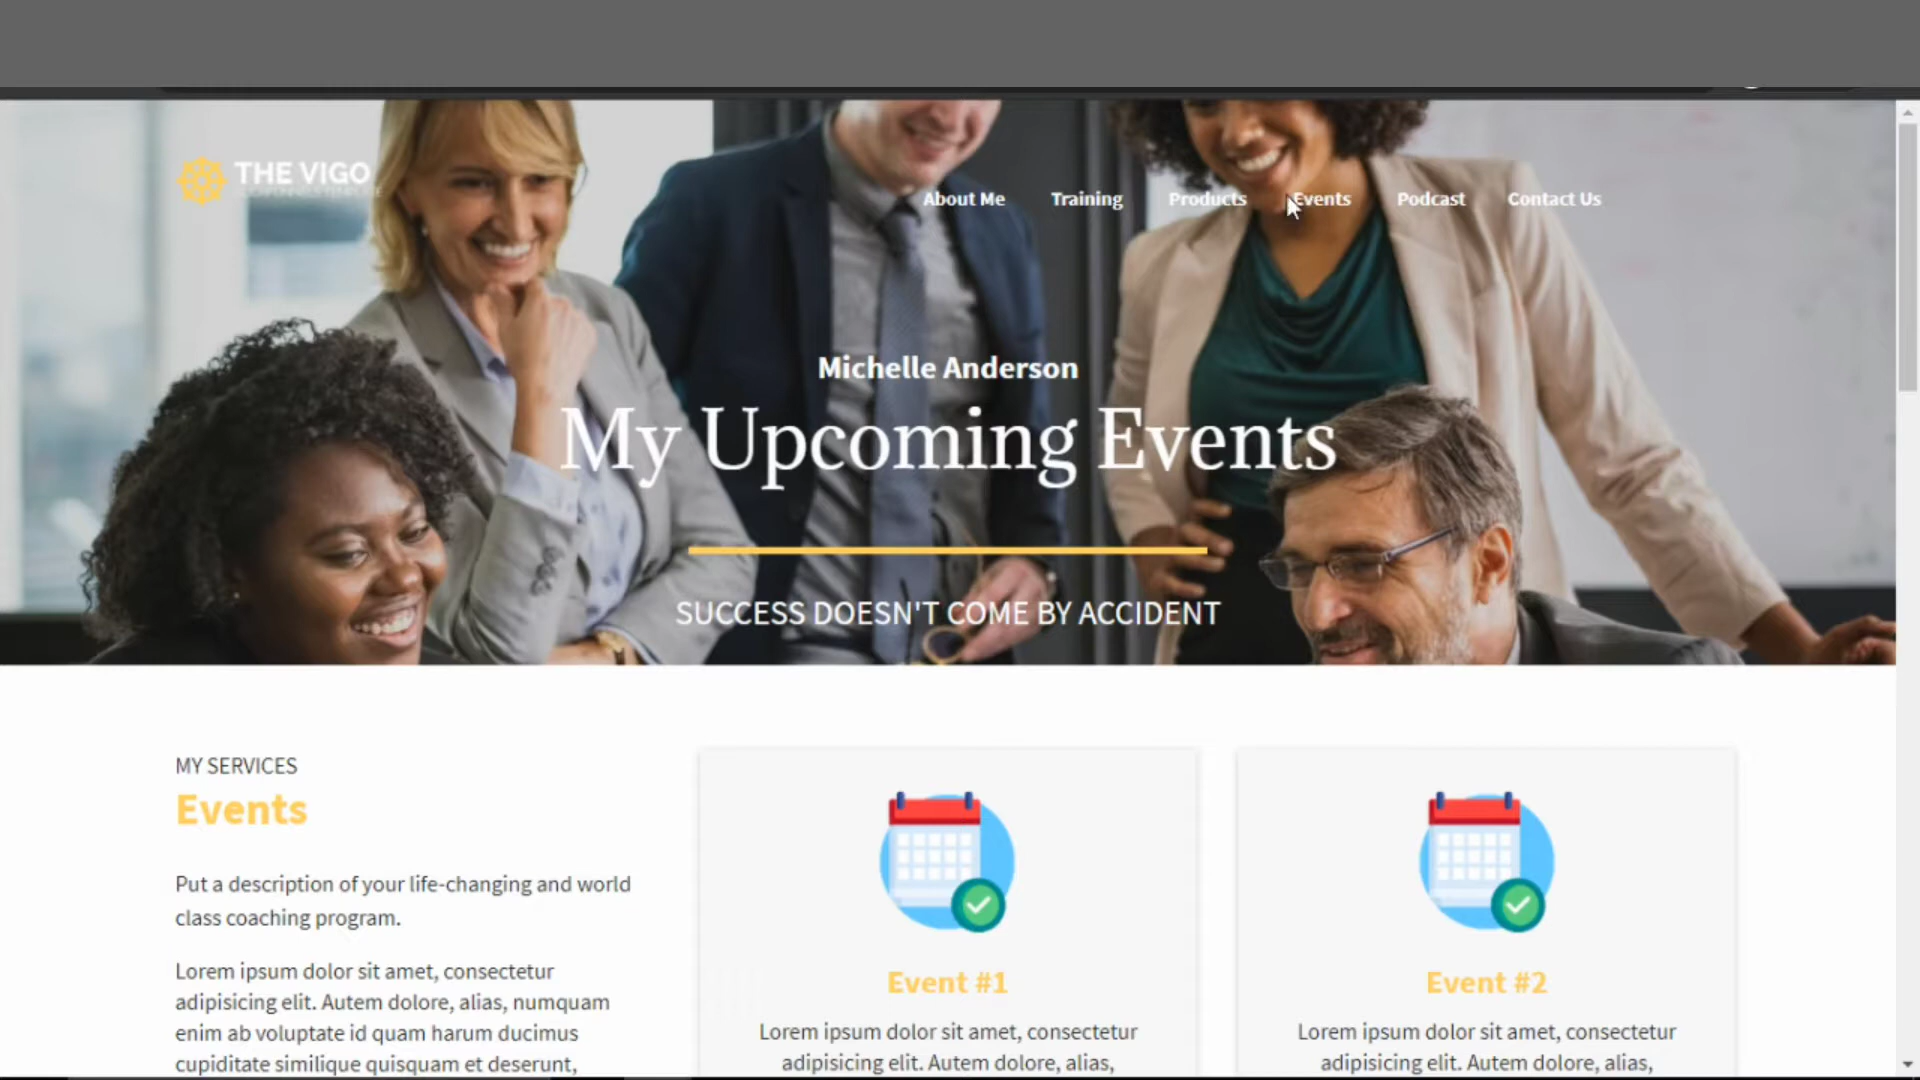 THE VIGO
About Me Training Products Events Podcast Contact Us
Michelle Anderson
My Upcoming Events
SUCCESS DOESN'T COME BY ACCIDENT
MY SERVICES
Events
Put a description of your life-changing and world
class coaching program.
Lorem ipsum dolor sit amet, consectetur
adipisicing elit. Autem dolore, alias, numquam
enim ab voluptate id quam harum ducimus
cupiditate similique quisquam et deserunt,
Event #1
Lorem ipsum dolor sit amet, consectetur
adipisicing elit. Autem dolore, alias,
Event #2
Lorem ipsum dolor sit amet, consectetur
adipisicing elit. Autem dolore, alias,